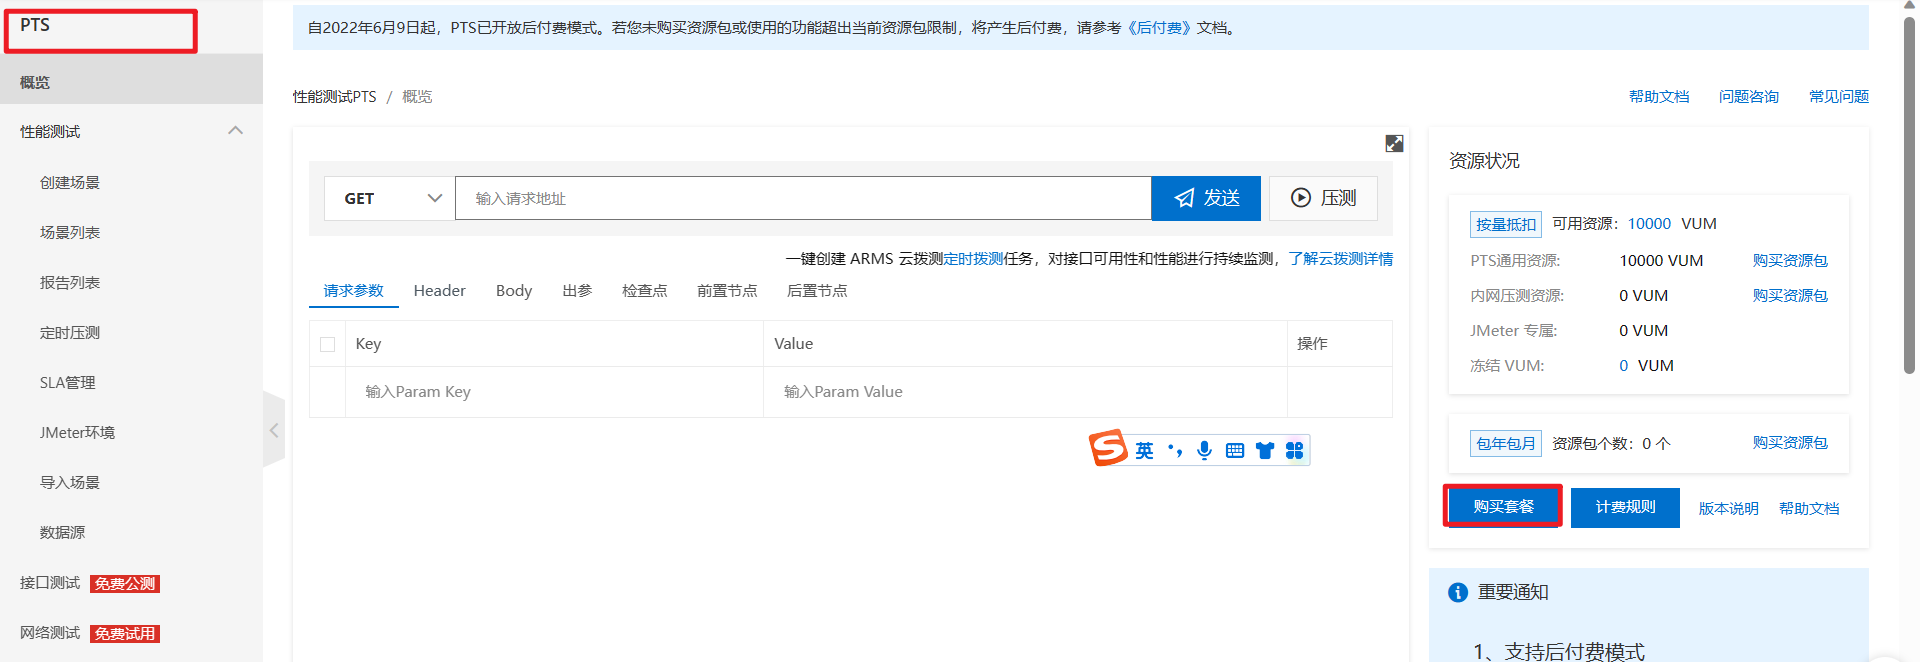 PTS
概览
性能测试
创建场景
场景列表
报告列表
定时压测
SLA管理
JMeter环境
导入场景
数据源
接口测试 免费公测
网络测试 免费试用
自2022年6月9日起，PTS已开放后付费模式。若您未购买资源包或使用的功能超出当前资源包限制，将产生后付费，请参考《后付费》文档。
性能测试PTS / 概览
帮助文档 问题咨询 常见问题
GET 输入请求地址 发送 压测
一键创建 ARMS 云拨测定时拨测任务，对接口可用性和性能进行持续监测，了解云拨测详情
请求参数 Header Body 出参 检查点 前置节点 后置节点
Key Value 操作
输入Param Key 输入Param Value
英
资源状况
按量抵扣 可用资源：10000 VUM
PTS通用资源: 10000 VUM 购买资源包
内网压测资源: 0 VUM 购买资源包
JMeter 专属: 0 VUM
冻结 VUM: 0 VUM
包年包月 资源包个数：0 个 购买资源包
购买套餐 计费规则 版本说明 帮助文档
重要通知
1、支持后付费模式